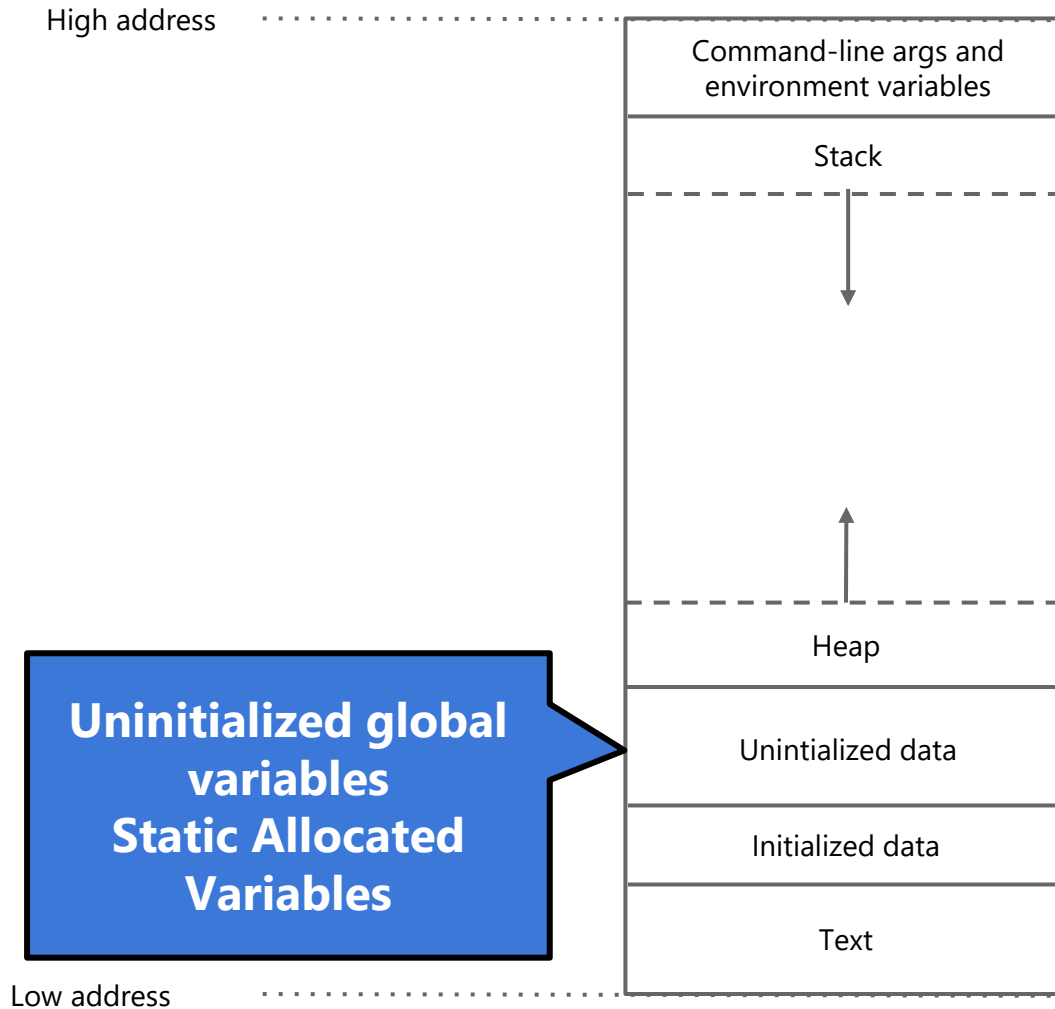 High address
Command-line args and
environment variables
Stack
Heap
Uninitialized global
variables
Static Allocated
Variables
Unintialized data
Initialized data
Text
Low address